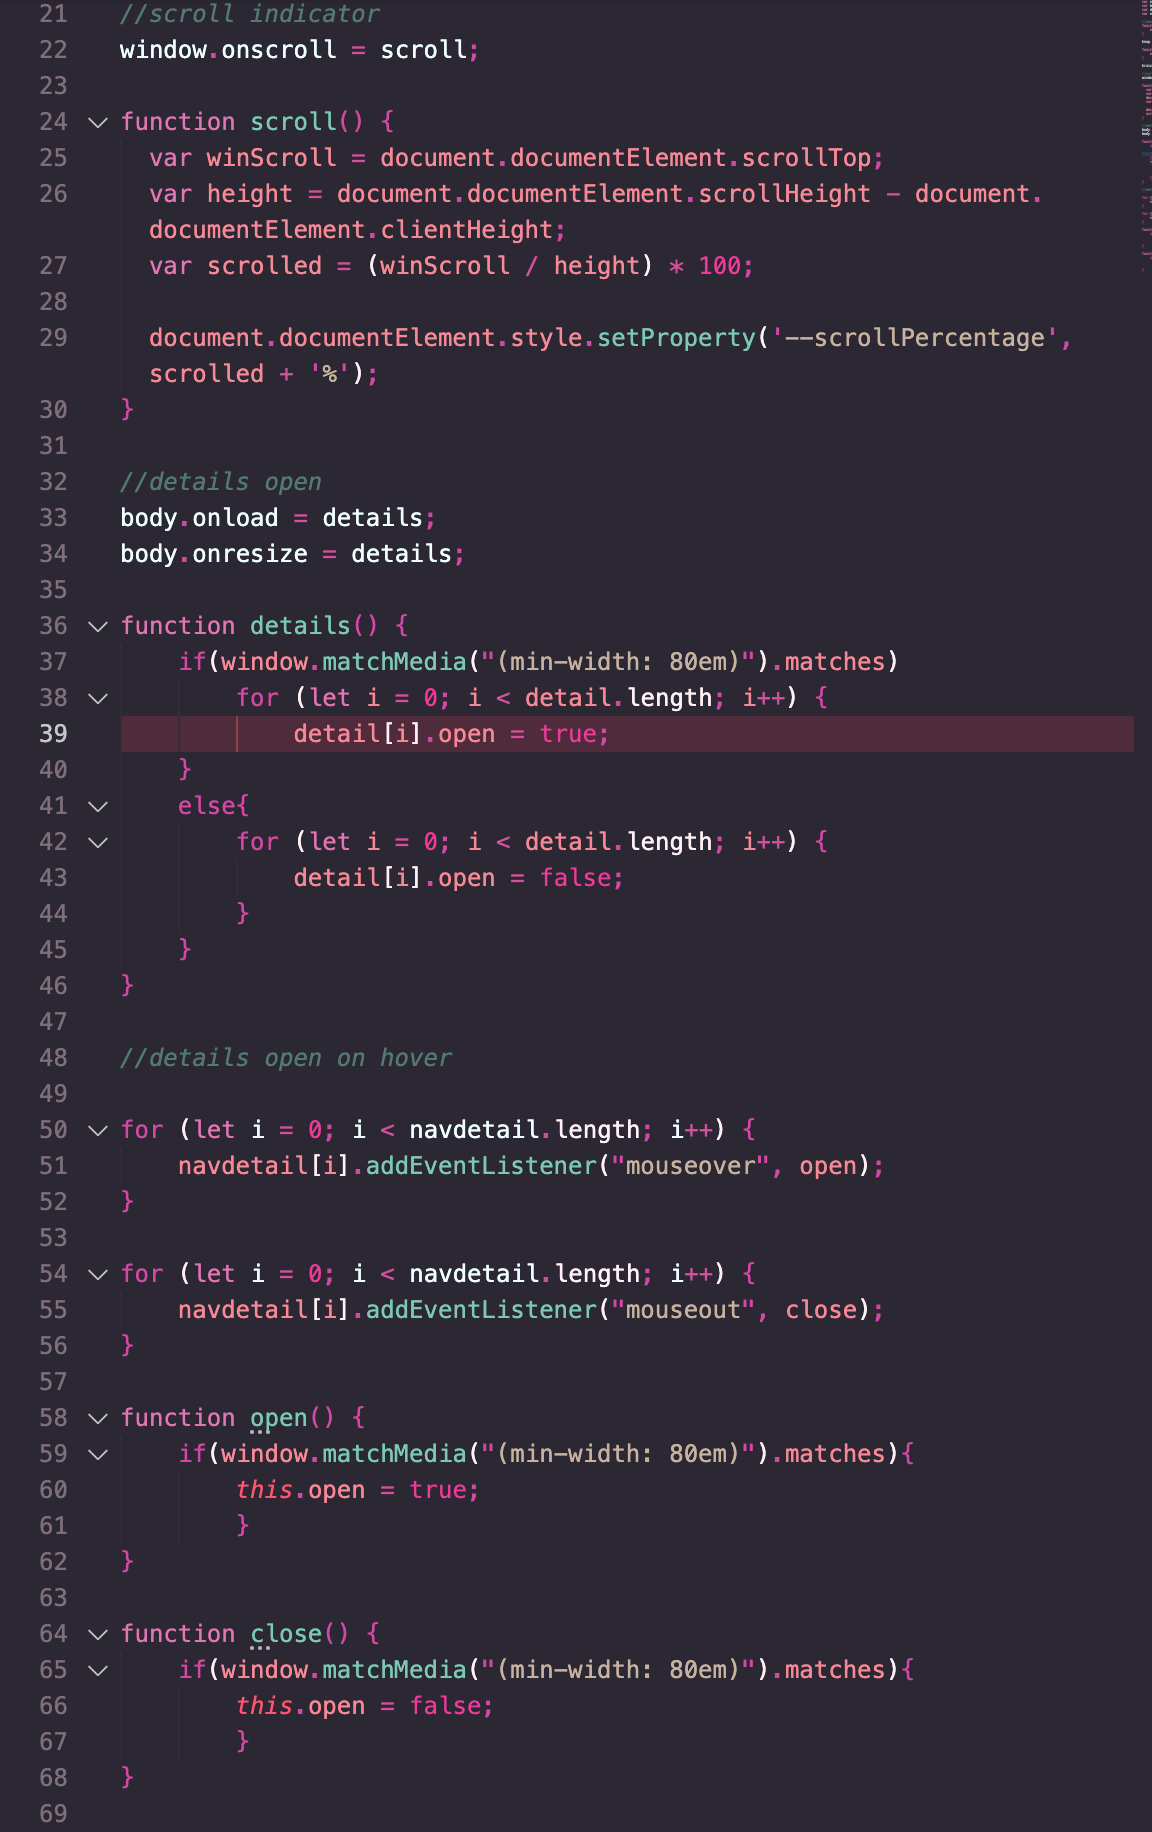 21 //scroll indicator
22 window.onscroll = scroll;
23
24 function scroll() {
25 var winScroll = document.documentElement.scrollTop;
26 var height = document.documentElement.scrollHeight - document.
documentElement.clientHeight;
27 var scrolled = (winScroll / height) * 100;
28
29 document.documentElement.style.setProperty('--scrollPercentage',
scrolled + '%');
30 }
31
32 //details open
33 body.onload = details;
34 body.onresize = details;
35
36 function details() {
37 if(window.matchMedia("(min-width: 80em)").matches)
38 for (let i = 0; i < detail.length; i++) {
39 detail[i].open = true;
40 }
41 else{
42 for (let i = 0; i < detail.length; i++) {
43 detail[i].open = false;
44 }
45 }
46 }
47
48 //details open on hover
49
50 for (let i = 0; i < navdetail.length; i++) {
51 navdetail[i].addEventListener("mouseover", open);
52 }
53
54 for (let i = 0; i < navdetail.length; i++) {
55 navdetail[i].addEventListener("mouseout", close);
56 }
57
58 function open() {
59 if(window.matchMedia("(min-width: 80em)").matches){
60 this.open = true;
61 }
62 }
63
64 function close() {
65 if(window.matchMedia("(min-width: 80em)").matches){
66 this.open = false;
67 }
68 }
69